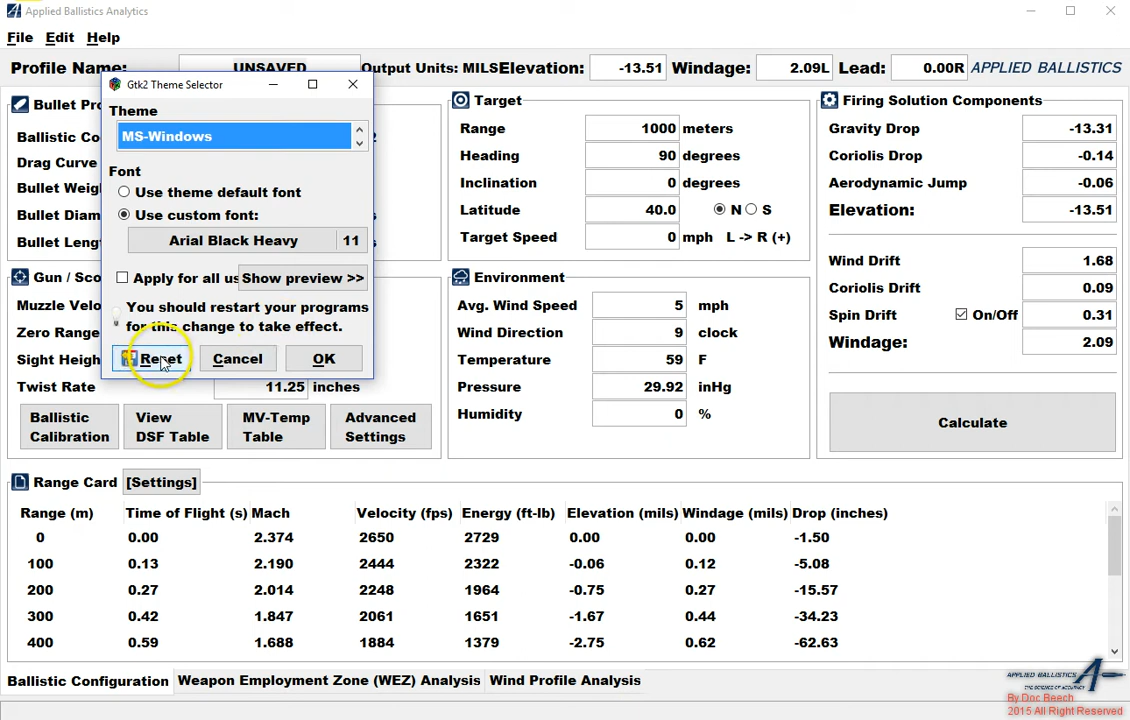 Applied Ballistics Analytics
File Edit Help
Profile Name: UNSAVED Output Units: MILS Elevation: -13.51 Windage: 2.09L Lead: 0.00R APPLIED BALLISTICS
Gtk2 Theme Selector
Theme
MS-Windows
Font
Use theme default font
Use custom font:
Arial Black Heavy 11
Apply for all us Show preview >>
You should restart your programs
for this change to take effect.
Reset Cancel OK
Bullet Pro
Ballistic Co
Drag Curve
Bullet Weig
Bullet Diam
Bullet Leng
Gun / Sco
Muzzle Velo
Zero Range
Sight Heigh
Twist Rate 11.25 inches
Ballistic
Calibration
View
DSF Table
MV-Temp
Table
Advanced
Settings
Target
Range 1000 meters
Heading 90 degrees
Inclination 0 degrees
Latitude 40.0 N S
Target Speed 0 mph L -> R (+)
Environment
Avg. Wind Speed 5 mph
Wind Direction 9 clock
Temperature 59 F
Pressure 29.92 inHg
Humidity 0 %
Firing Solution Components
Gravity Drop -13.31
Coriolis Drop -0.14
Aerodynamic Jump -0.06
Elevation: -13.51
Wind Drift 1.68
Coriolis Drift 0.09
Spin Drift On/Off 0.31
Windage: 2.09
Calculate
Range Card [Settings]
Range (m) Time of Flight (s) Mach Velocity (fps) Energy (ft-lb) Elevation (mils) Windage (mils) Drop (inches)
0 0.00 2.374 2650 2729 0.00 0.00 -1.50
100 0.13 2.190 2444 2322 -0.06 0.12 -5.08
200 0.27 2.014 2248 1964 -0.75 0.27 -15.57
300 0.42 1.847 2061 1651 -1.67 0.44 -34.23
400 0.59 1.688 1884 1379 -2.75 0.62 -62.63
Ballistic Configuration Weapon Employment Zone (WEZ) Analysis Wind Profile Analysis
APPLIED BALLISTICS
THE SCIENCE OF ACCURACY
By Doc Beech
2015 All Right Reserved